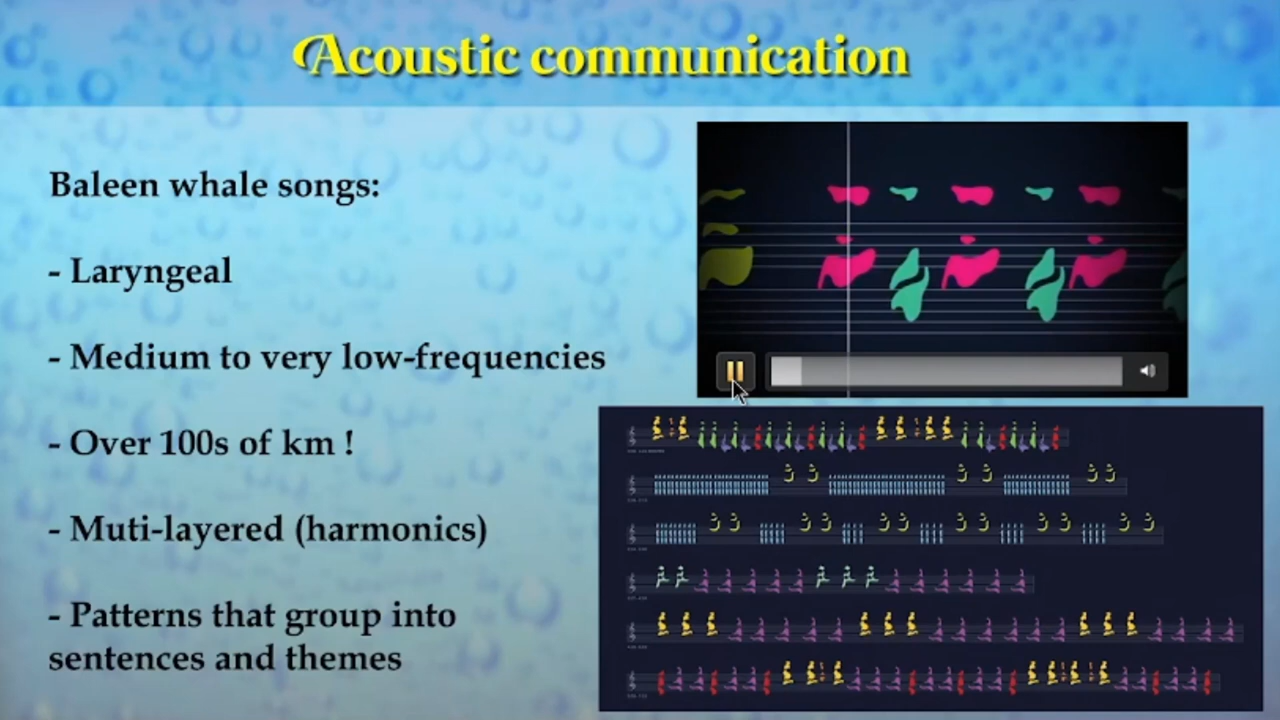 Acoustic communication
Baleen whale songs:
- Laryngeal
- Medium to very low-frequencies
- Over 100s of km !
- Muti-layered (harmonics)
- Patterns that group into
sentences and themes